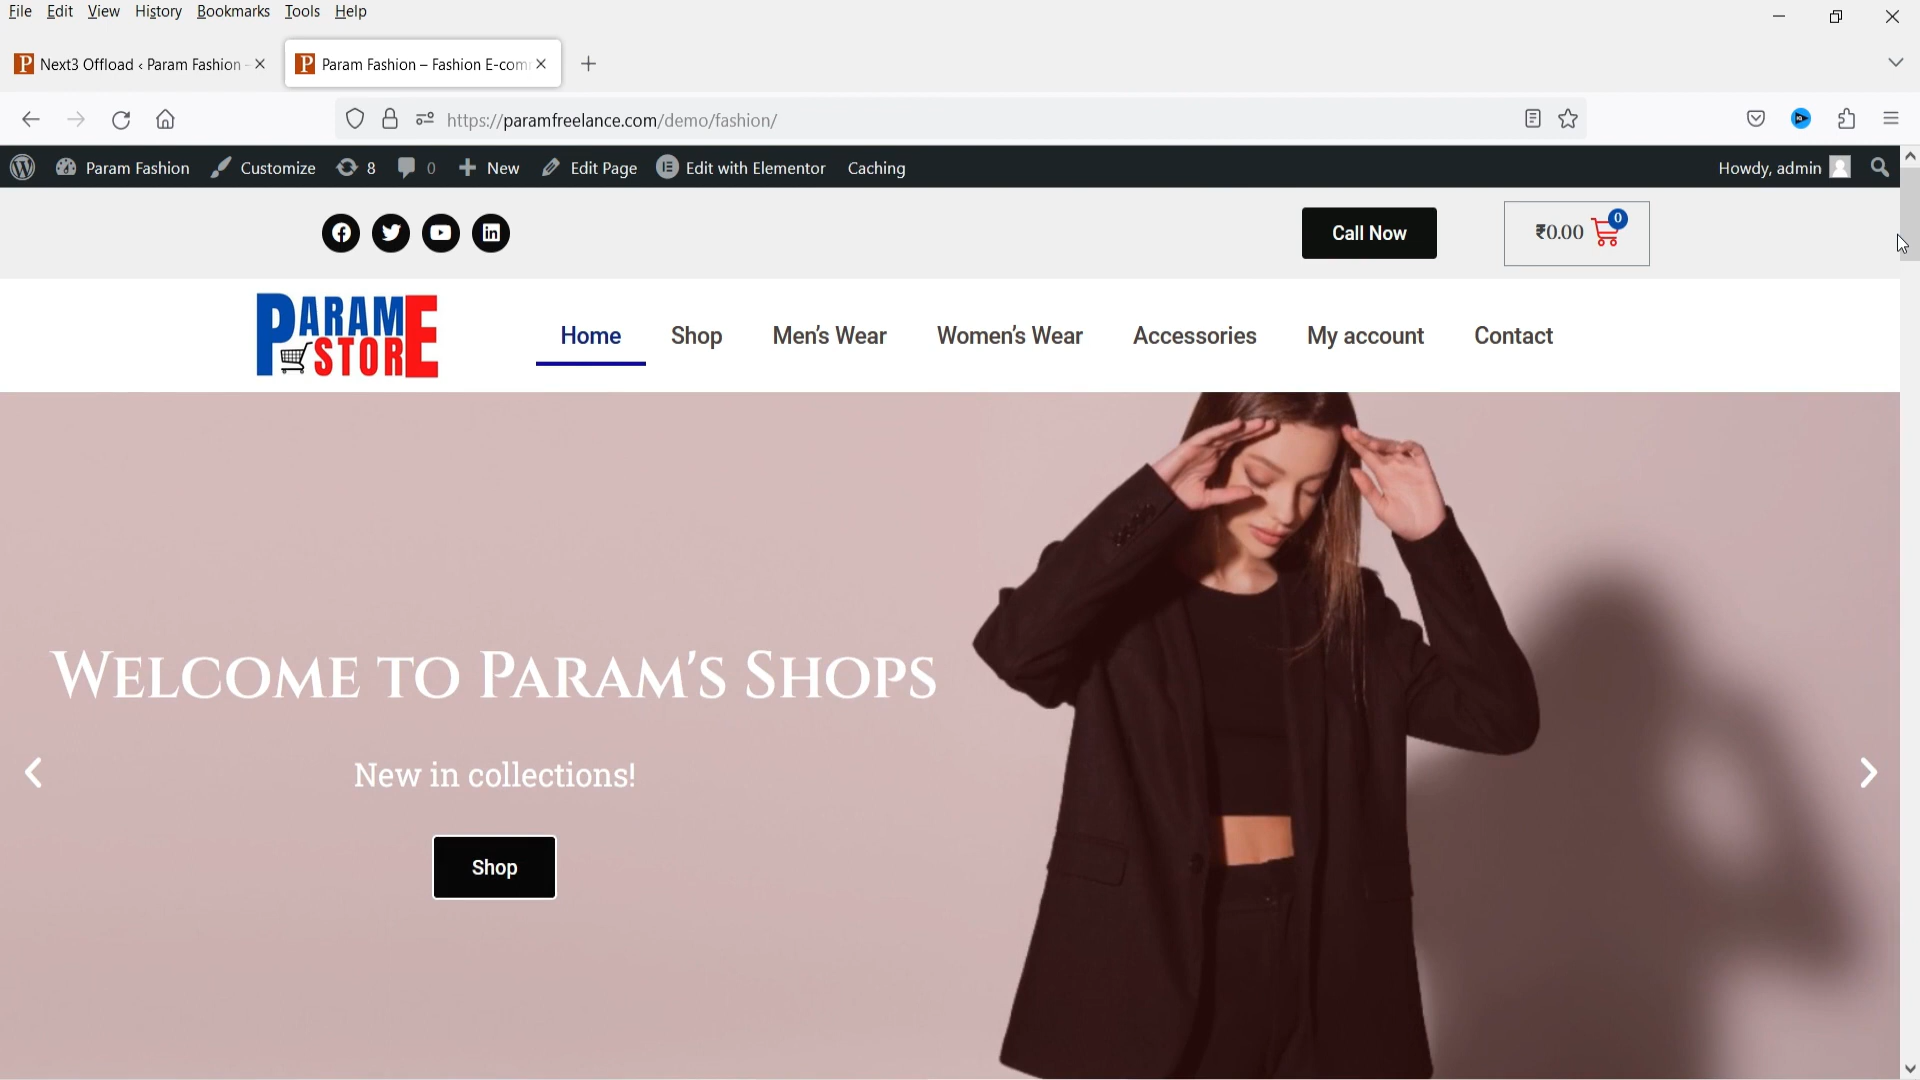 File Edit View History Bookmarks Tools Help
Next3 Offload ‹ Param Fashion -
Param Fashion – Fashion E-com
https://paramfreelance.com/demo/fashion/
Param Fashion Customize 8 0 New Edit Page Edit with Elementor Caching Howdy, admin
Call Now ₹0.00 0
PARAM E STORE
Home Shop Men’s Wear Women’s Wear Accessories My account Contact
Welcome to Param's Shops
New in collections!
Shop